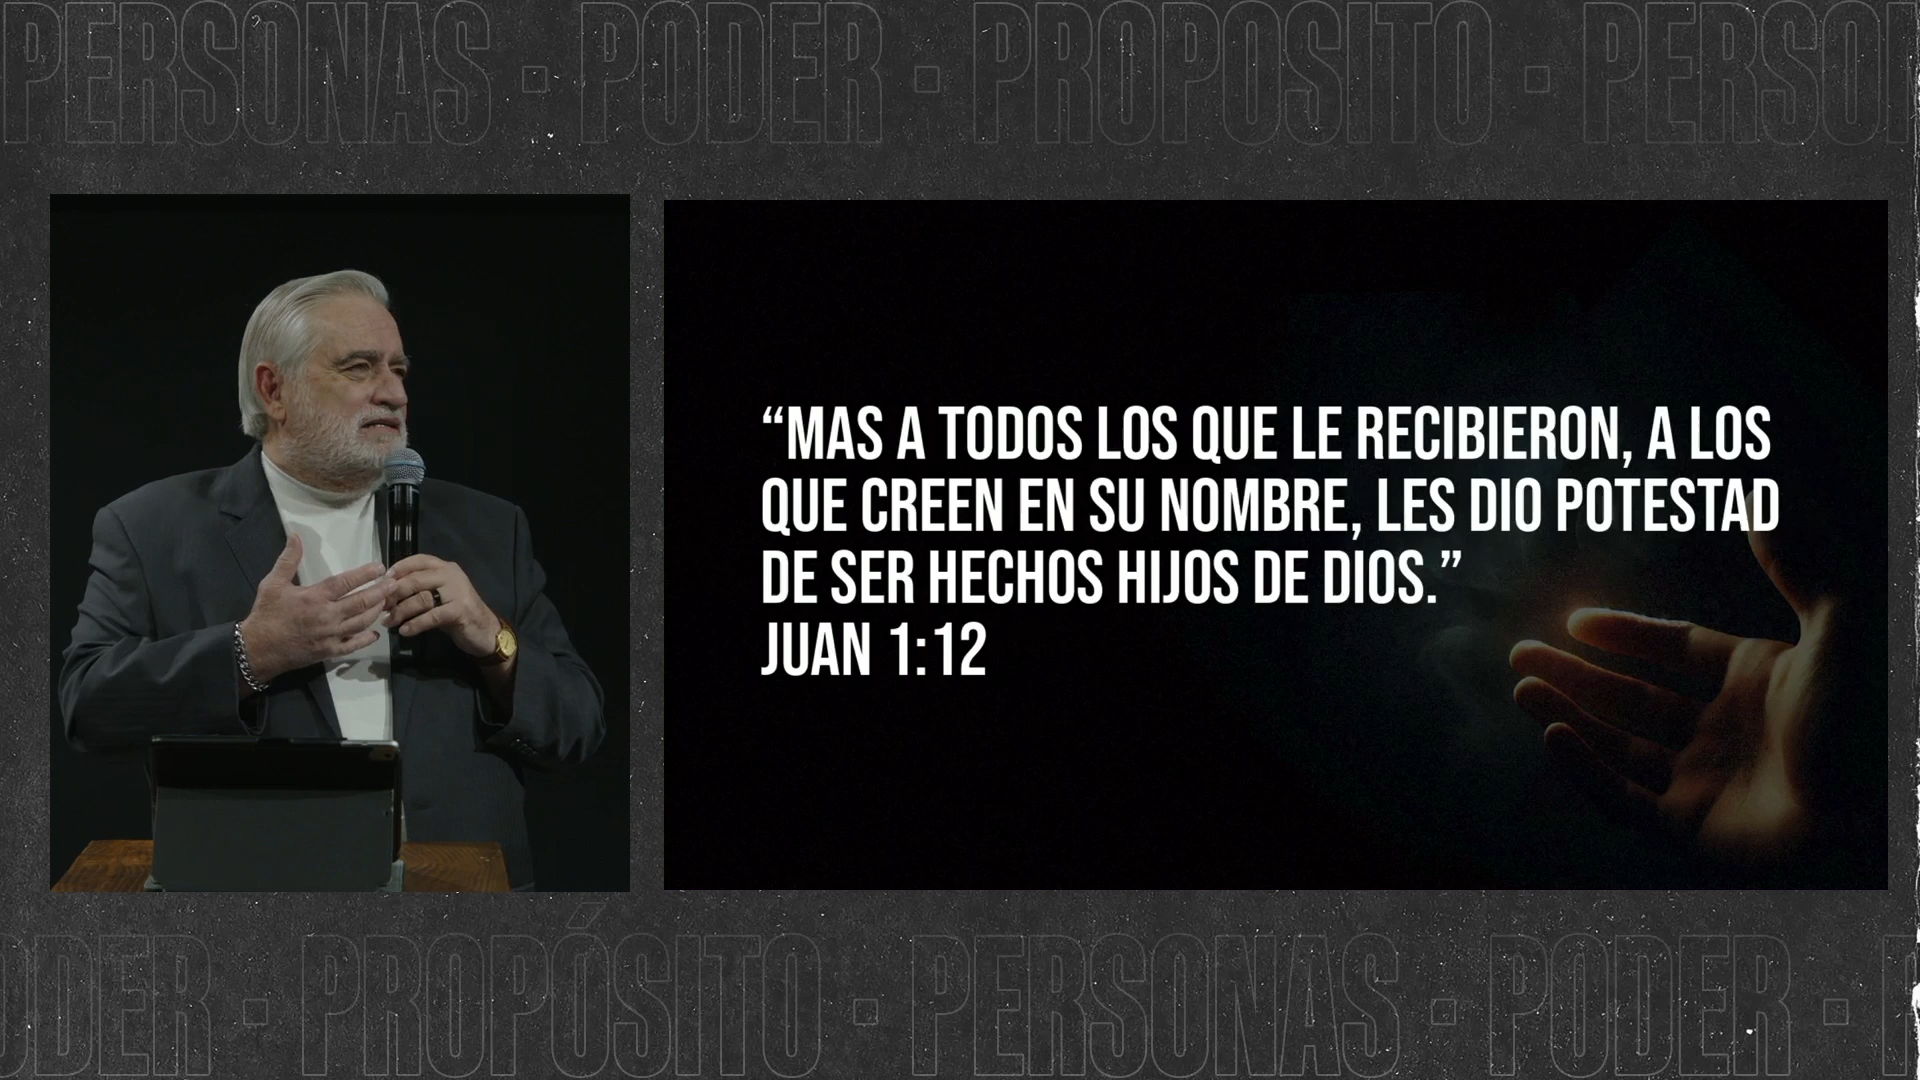 PERSONAS · PODER · PROPOSITO · PERSO
“MAS A TODOS LOS QUE LE RECIBIERON, A LOS
QUE CREEN EN SU NOMBRE, LES DIO POTESTAD
DE SER HECHOS HIJOS DE DIOS.”
JUAN 1:12
ODER · PROPÓSITO · PERSONAS · PODER ·